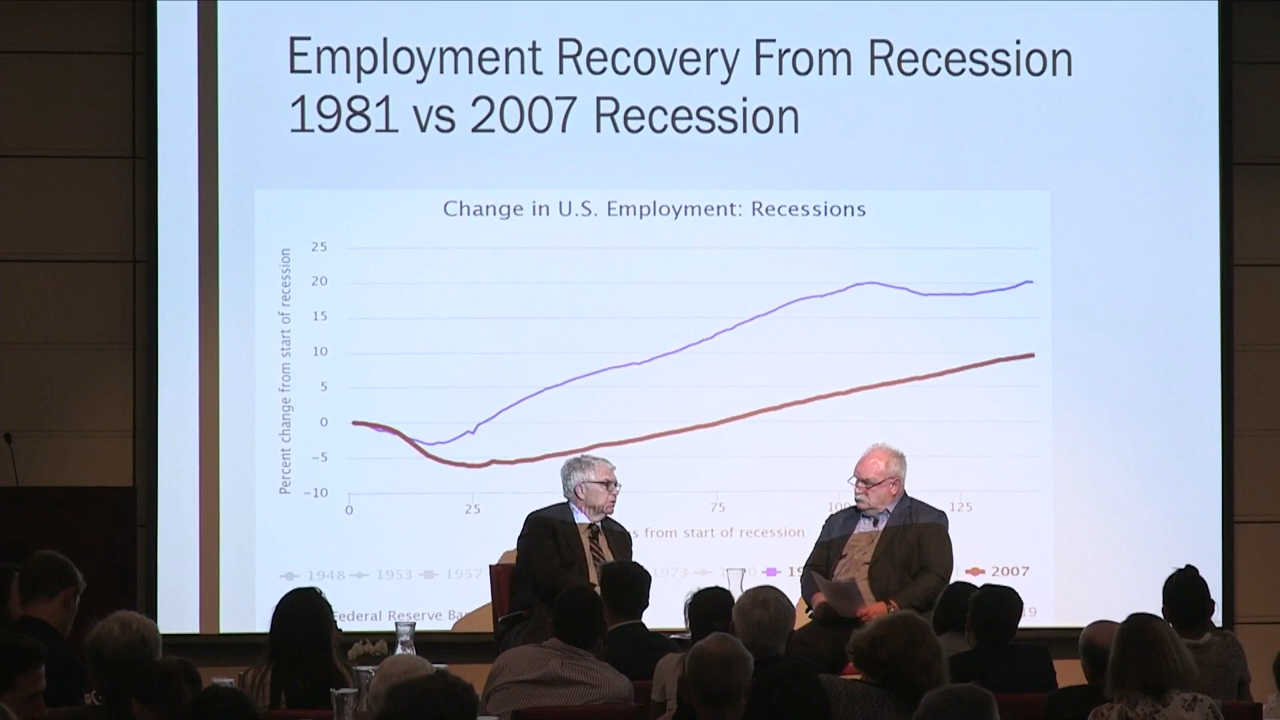 Employment Recovery From Recession
1981 vs 2007 Recession
Change in U.S. Employment: Recessions
Percent change from start of recession
25
20
15
10
5
0
−5
−10
0 25 75 125
from start of recession
1948 1953 1957 1973 2007
Federal Reserve